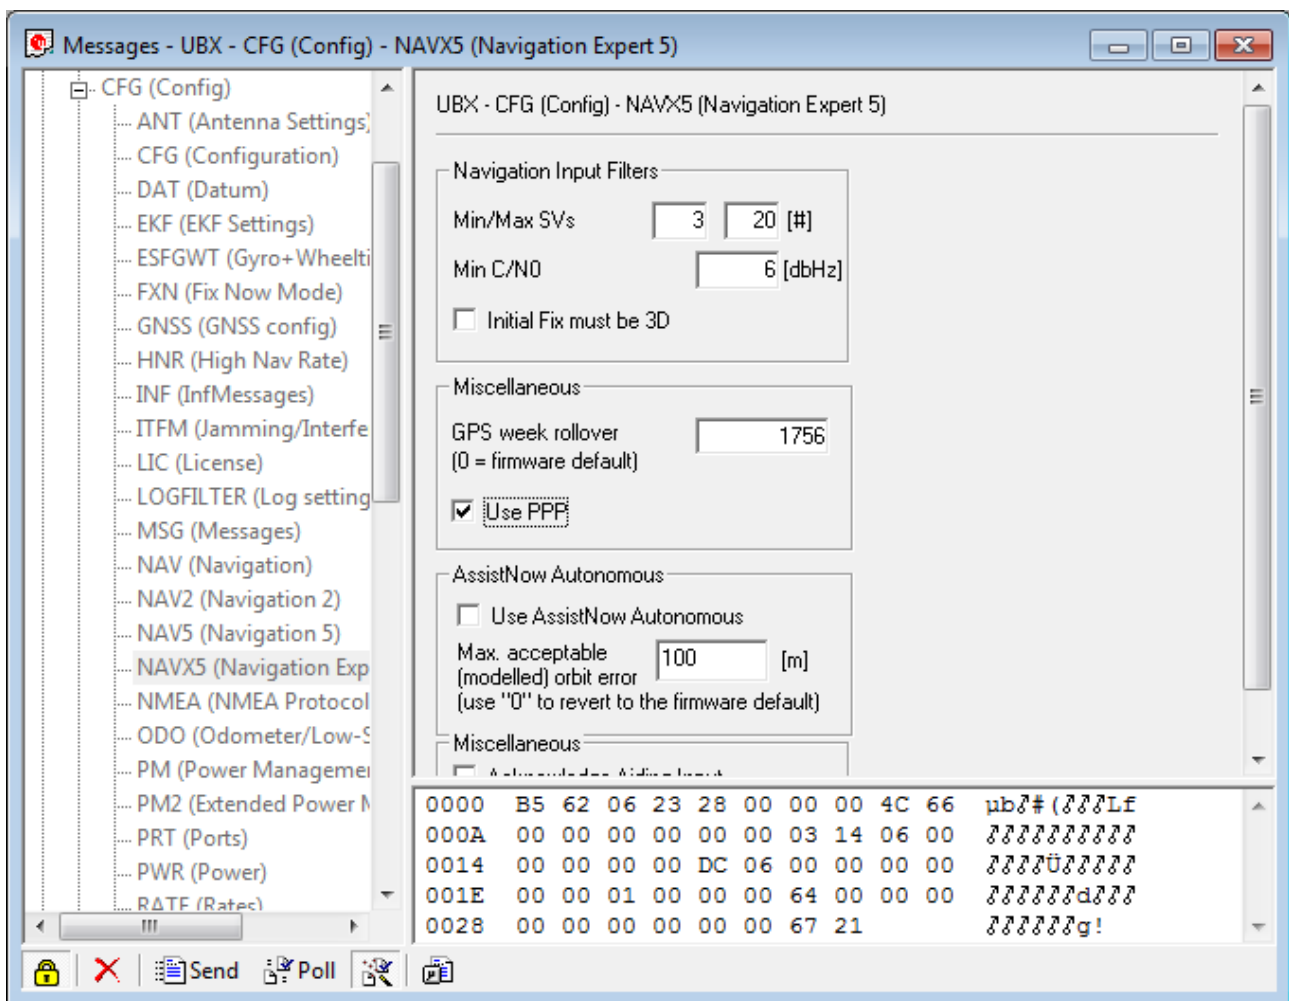 Messages - UBX - CFG (Config) - NAVX5 (Navigation Expert 5)
CFG (Config)
ANT (Antenna Settings)
CFG (Configuration)
DAT (Datum)
EKF (EKF Settings)
ESFGWT (Gyro+Wheelti
FXN (Fix Now Mode)
GNSS (GNSS config)
HNR (High Nav Rate)
INF (InfMessages)
ITFM (Jamming/Interfe
LIC (License)
LOGFILTER (Log setting
MSG (Messages)
NAV (Navigation)
NAV2 (Navigation 2)
NAV5 (Navigation 5)
NAVX5 (Navigation Exp
NMEA (NMEA Protocol
ODO (Odometer/Low-S
PM (Power Managemer
PM2 (Extended Power M
PRT (Ports)
PWR (Power)
RATE (Rates)
UBX - CFG (Config) - NAVX5 (Navigation Expert 5)
Navigation Input Filters
Min/Max SVs 3 20 [#]
Min C/N0 6 [dbHz]
Initial Fix must be 3D
Miscellaneous
GPS week rollover 1756
(0 = firmware default)
Use PPP
AssistNow Autonomous
Use AssistNow Autonomous
Max. acceptable 100 [m]
(modelled) orbit error
(use "0" to revert to the firmware default)
Miscellaneous
Acknowledge Aiding Input
0000 B5 62 06 23 28 00 00 00 4C 66 µb #( Lf
000A 00 00 00 00 00 00 03 14 06 00
0014 00 00 00 00 DC 06 00 00 00 00 Ü
001E 00 00 01 00 00 00 64 00 00 00 d
0028 00 00 00 00 00 00 67 21 g!
Send Poll